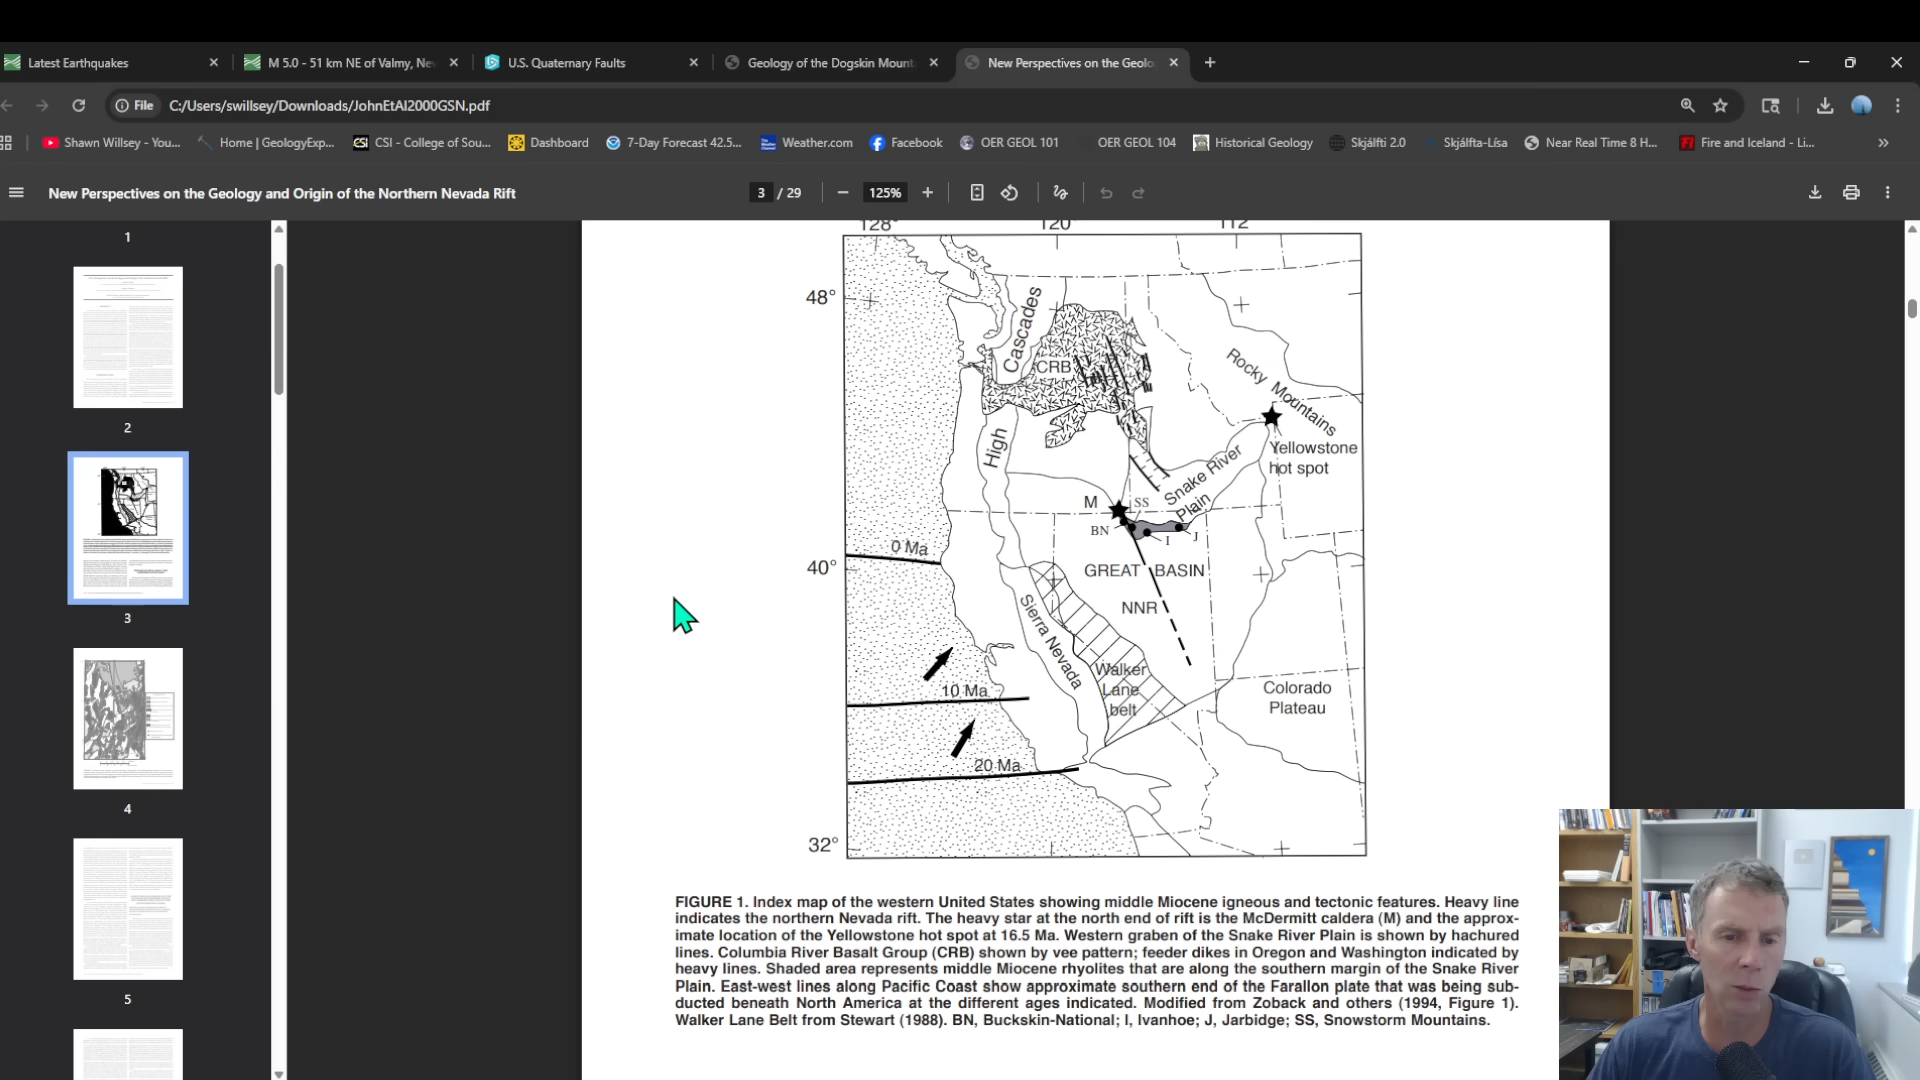 Latest Earthquakes
M 5.0 - 51 km NE of Valmy, Nev
U.S. Quaternary Faults
Geology of the Dogskin Mount
New Perspectives on the Geolo
File
C:/Users/swillsey/Downloads/JohnEtAl2000GSN.pdf
Shawn Willsey - You...
Home | GeologyExp...
CSI
CSI - College of Sou...
Dashboard
7-Day Forecast 42.5...
Weather.com
Facebook
OER GEOL 101
OER GEOL 104
Historical Geology
Skjálfti 2.0
Skjálfta-Lísa
Near Real Time 8 H...
Fire and Iceland - Li...
New Perspectives on the Geology and Origin of the Northern Nevada Rift
3 / 29
125%
1
2
3
4
5
128°
120
112
48°
40°
32°
Cascades
CRB
Rocky Mountains
High
Yellowstone
hot spot
Snake River
Plain
M
SS
BN
I
J
0 Ma
GREAT BASIN
NNR
Sierra Nevada
Walker
Lane
belt
10 Ma
Colorado
Plateau
20 Ma
FIGURE 1. Index map of the western United States showing middle Miocene igneous and tectonic features. Heavy line
indicates the northern Nevada rift. The heavy star at the north end of rift is the McDermitt caldera (M) and the approx-
imate location of the Yellowstone hot spot at 16.5 Ma. Western graben of the Snake River Plain is shown by hachured
lines. Columbia River Basalt Group (CRB) shown by vee pattern; feeder dikes in Oregon and Washington indicated by
heavy lines. Shaded area represents middle Miocene rhyolites that are along the southern margin of the Snake River
Plain. East-west lines along Pacific Coast show approximate southern end of the Farallon plate that was being sub-
ducted beneath North America at the different ages indicated. Modified from Zoback and others (1994, Figure 1).
Walker Lane Belt from Stewart (1988). BN, Buckskin-National; I, Ivanhoe; J, Jarbidge; SS, Snowstorm Mountains.